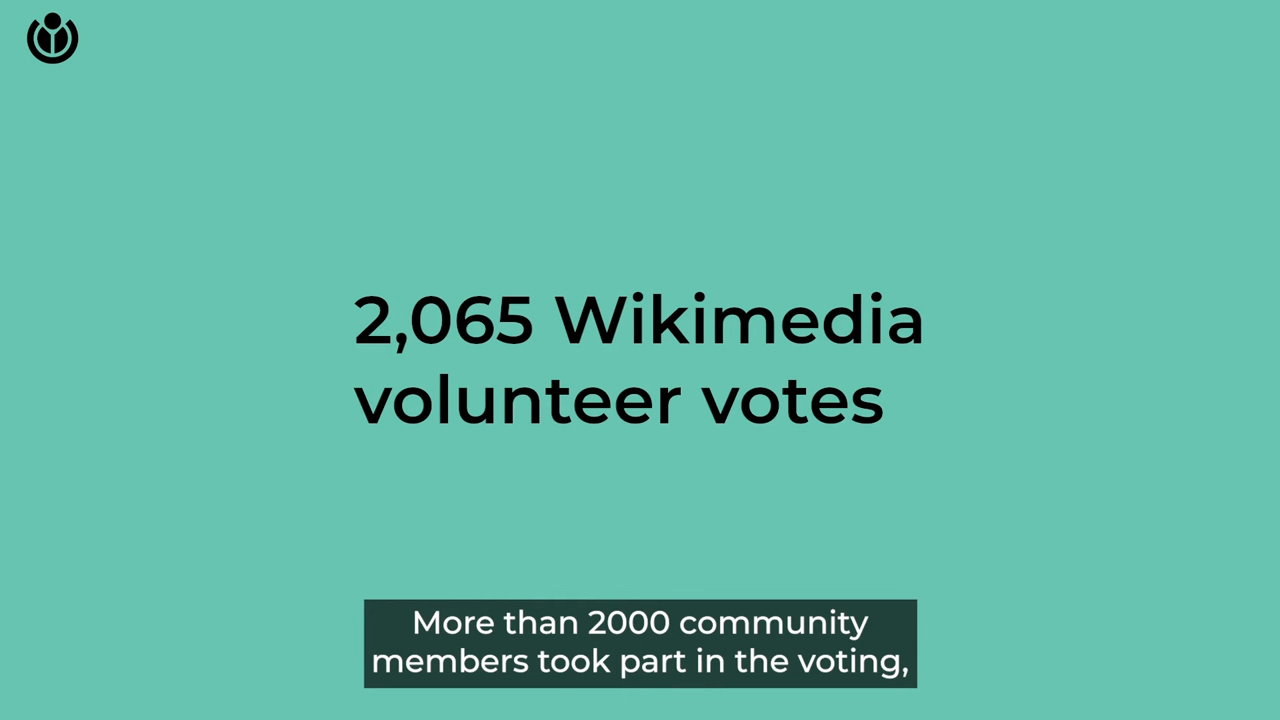 2,065 Wikimedia
volunteer votes
More than 2000 community
members took part in the voting,